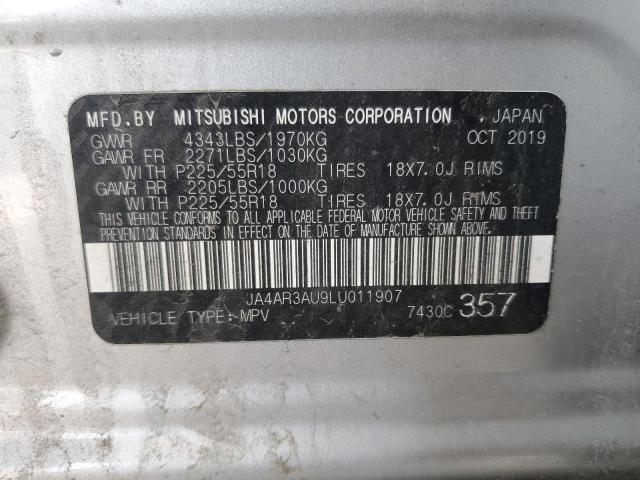 MFD.BY MITSUBISHI MOTORS CORPORATION JAPAN
GVWR 4343LBS/1970KG OCT 2019
GAWR FR 2271LBS/1030KG
WITH P225/55R18 TIRES 18X7.0J RIMS
GAWR RR 2205LBS/1000KG
WITH P225/55R18 TIRES 18X7.0J RIMS
THIS VEHICLE CONFORMS TO ALL APPLICABLE FEDERAL MOTOR VEHICLE SAFETY AND THEFT
PREVENTION STANDARDS IN EFFECT ON THE DATE OF MANUFACTURE SHOWN ABOVE.
JA4AR3AU9LU011907
VEHICLE TYPE: MPV 7430C 357